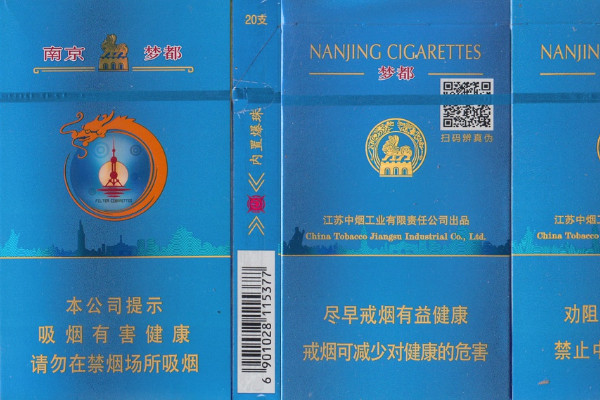 南京 梦都
本公司提示
吸烟有害健康
请勿在禁烟场所吸烟
20支
内置爆珠
6 901028 115377
NANJING CIGARETTES
梦都
扫码辨真伪
江苏中烟工业有限责任公司出品
China Tobacco Jiangsu Industrial Co., Ltd.
尽早戒烟有益健康
戒烟可减少对健康的危害
NANJIN
江苏中烟
China Tobacco
劝阻
禁止中